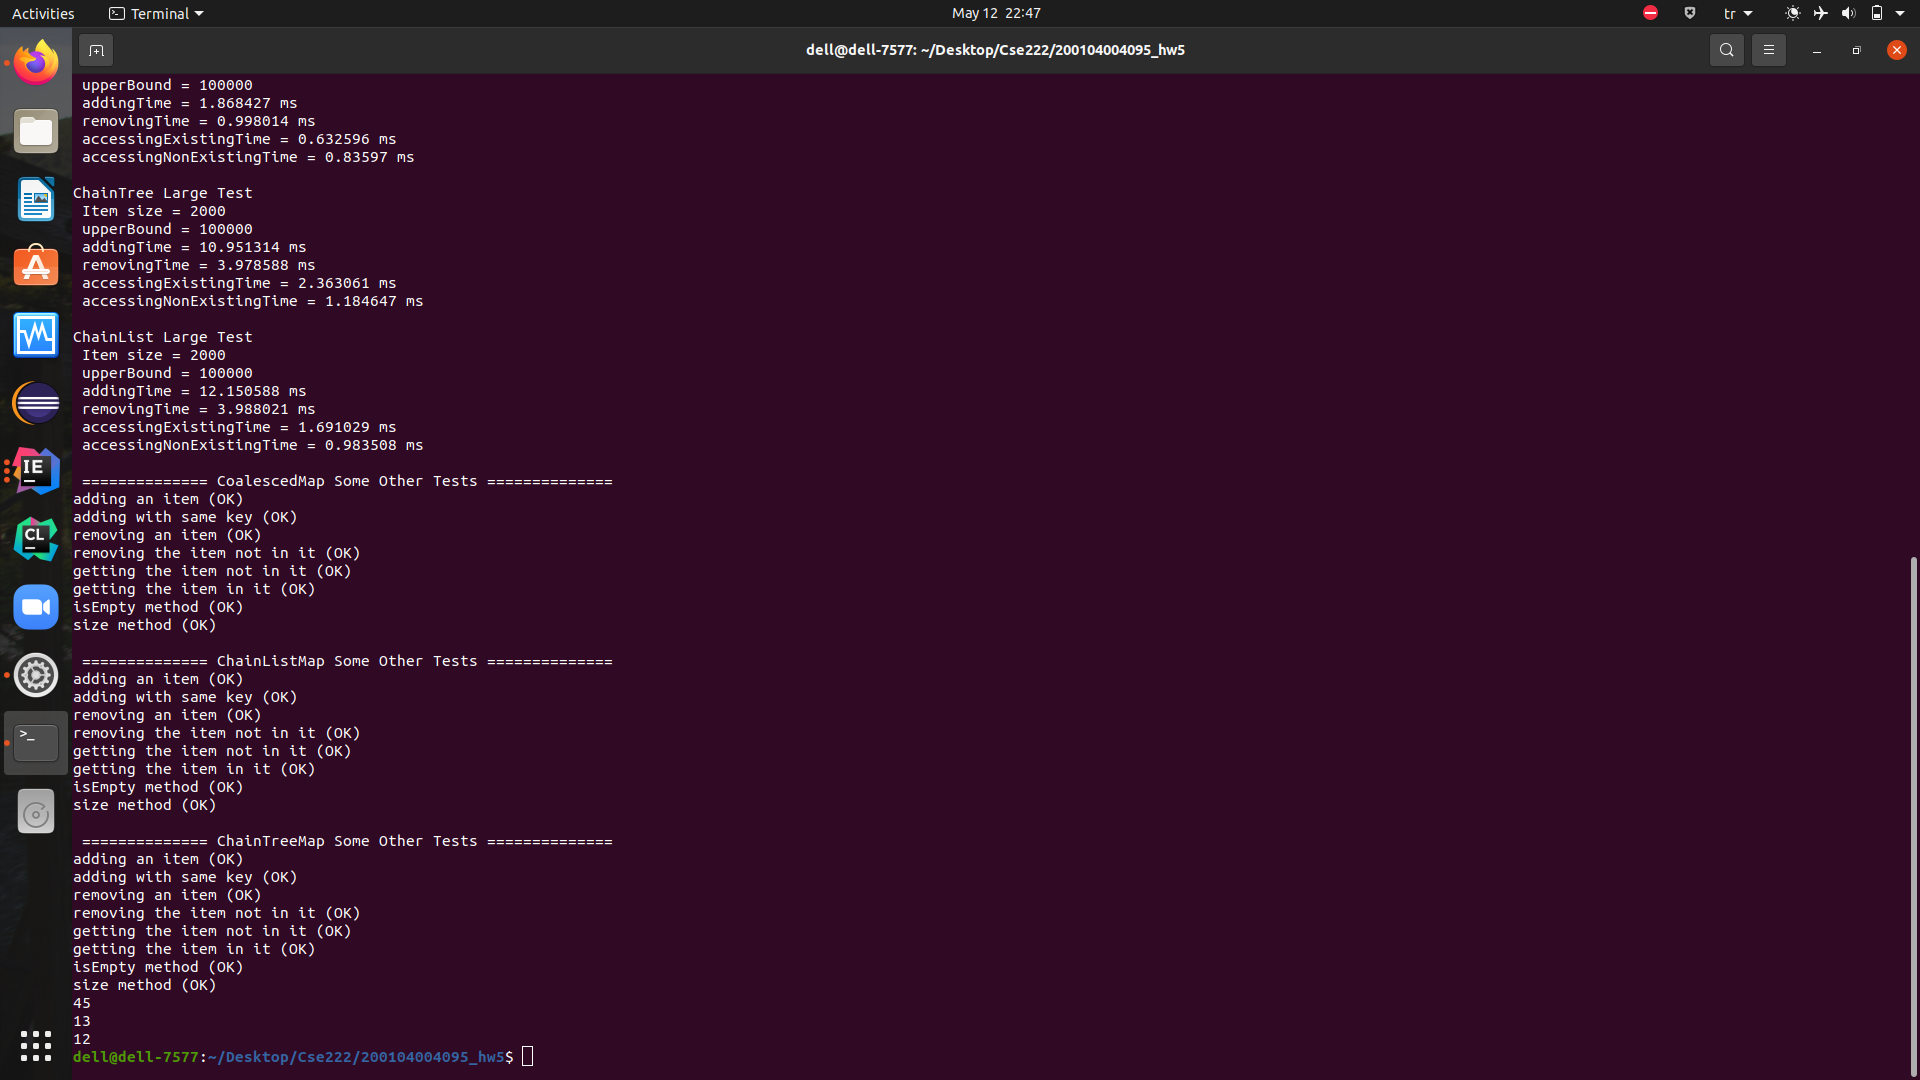 Activities
Terminal
May 12 22:47
tr
dell@dell-7577: ~/Desktop/Cse222/200104004095_hw5
upperBound = 100000
addingTime = 1.868427 ms
removingTime = 0.998014 ms
accessingExistingTime = 0.632596 ms
accessingNonExistingTime = 0.83597 ms
ChainTree Large Test
Item size = 2000
upperBound = 100000
addingTime = 10.951314 ms
removingTime = 3.978588 ms
accessingExistingTime = 2.363061 ms
accessingNonExistingTime = 1.184647 ms
ChainList Large Test
Item size = 2000
upperBound = 100000
addingTime = 12.150588 ms
removingTime = 3.988021 ms
accessingExistingTime = 1.691029 ms
accessingNonExistingTime = 0.983508 ms
============== CoalescedMap Some Other Tests ==============
adding an item (OK)
adding with same key (OK)
removing an item (OK)
removing the item not in it (OK)
getting the item not in it (OK)
getting the item in it (OK)
isEmpty method (OK)
size method (OK)
============== ChainListMap Some Other Tests ==============
adding an item (OK)
adding with same key (OK)
removing an item (OK)
removing the item not in it (OK)
getting the item not in it (OK)
getting the item in it (OK)
isEmpty method (OK)
size method (OK)
============== ChainTreeMap Some Other Tests ==============
adding an item (OK)
adding with same key (OK)
removing an item (OK)
removing the item not in it (OK)
getting the item not in it (OK)
getting the item in it (OK)
isEmpty method (OK)
size method (OK)
45
13
12
dell@dell-7577:~/Desktop/Cse222/200104004095_hw5$
IE
CL
>_